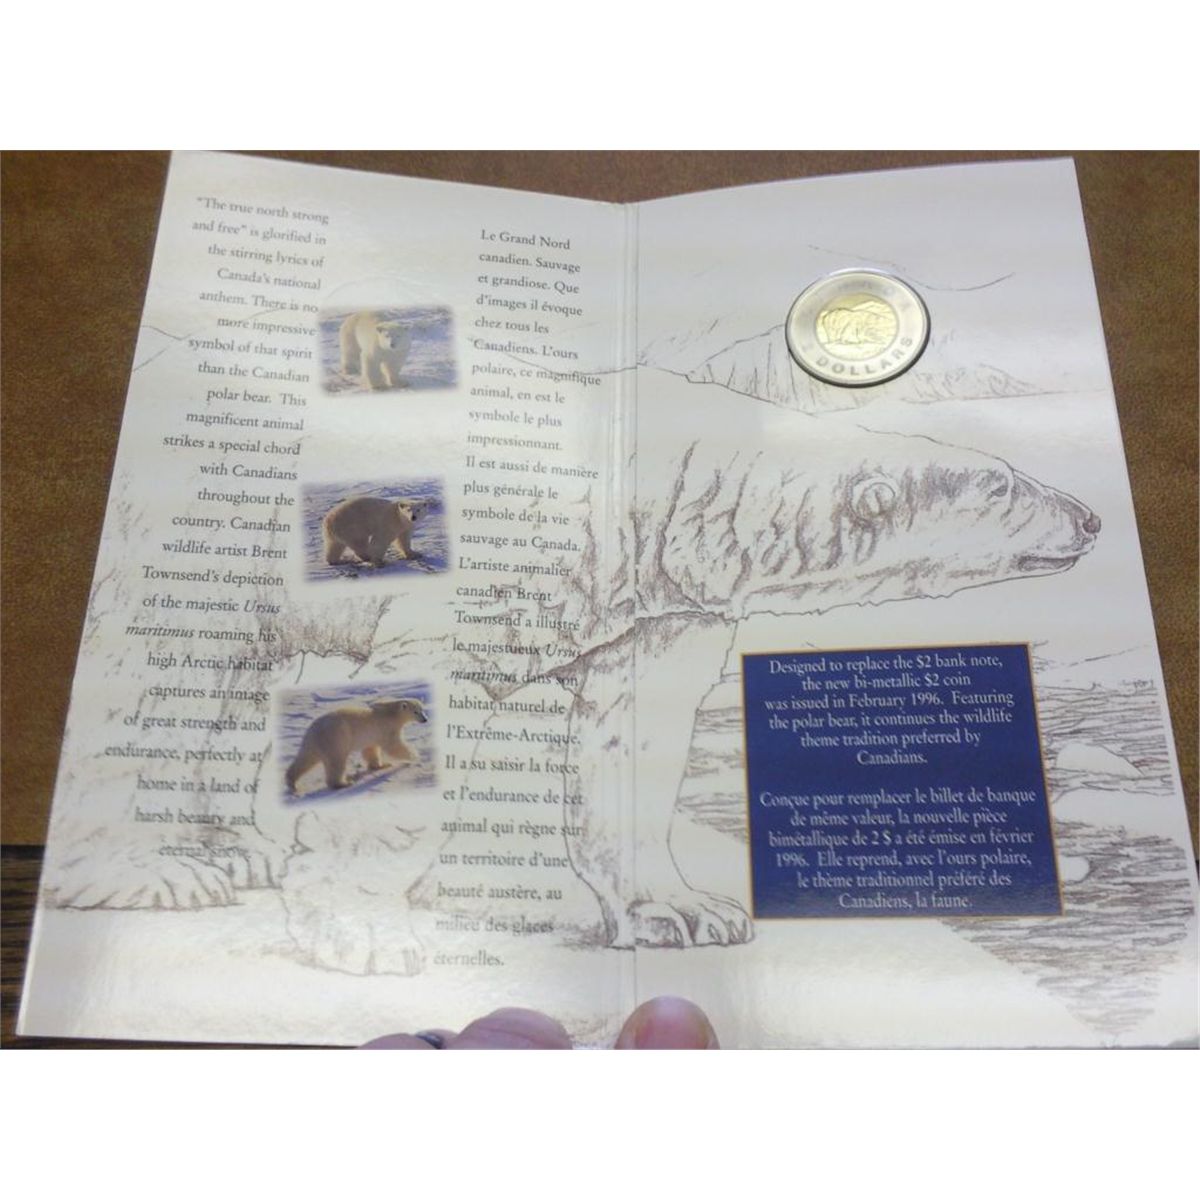 "The true north strong
and free" is glorified in
the stirring lyrics of
Canada's national
anthem. There is no
more impressive
symbol of that spirit
than the Canadian
polar bear. This
magnificent animal
strikes a special chord
with Canadians
throughout the
country. Canadian
wildlife artist Brent
Townsend's depiction
of the majestic Ursus
maritimus roaming his
high Arctic habitat
captures an image
of great strength and
endurance, perfectly at
home in a land of
harsh beauty and
eternal snow.
Le Grand Nord
canadien. Sauvage
et grandiose. Que
d'images il évoque
chez tous les
Canadiens. L'ours
polaire, ce magnifique
animal, en est le
symbole le plus
impressionnant.
Il est aussi de manière
plus générale le
symbole de la vie
sauvage au Canada.
L'artiste animalier
canadien Brent
Townsend a illustré
le majestueux Ursus
maritimus dans son
habitat naturel de
l'Extrême-Arctique.
Il a su saisir la force
et l'endurance de cet
animal qui règne sur
un territoire d'une
beauté austère, au
milieu des glaces
éternelles.
2 DOLLARS
Designed to replace the $2 bank note,
the new bi-metallic $2 coin
was issued in February 1996. Featuring
the polar bear, it continues the wildlife
theme tradition preferred by
Canadians.
Conçue pour remplacer le billet de banque
de même valeur, la nouvelle pièce
bimétallique de 2 $ a été émise en février
1996. Elle reprend, avec l'ours polaire,
le thème traditionnel préféré des
Canadiens, la faune.